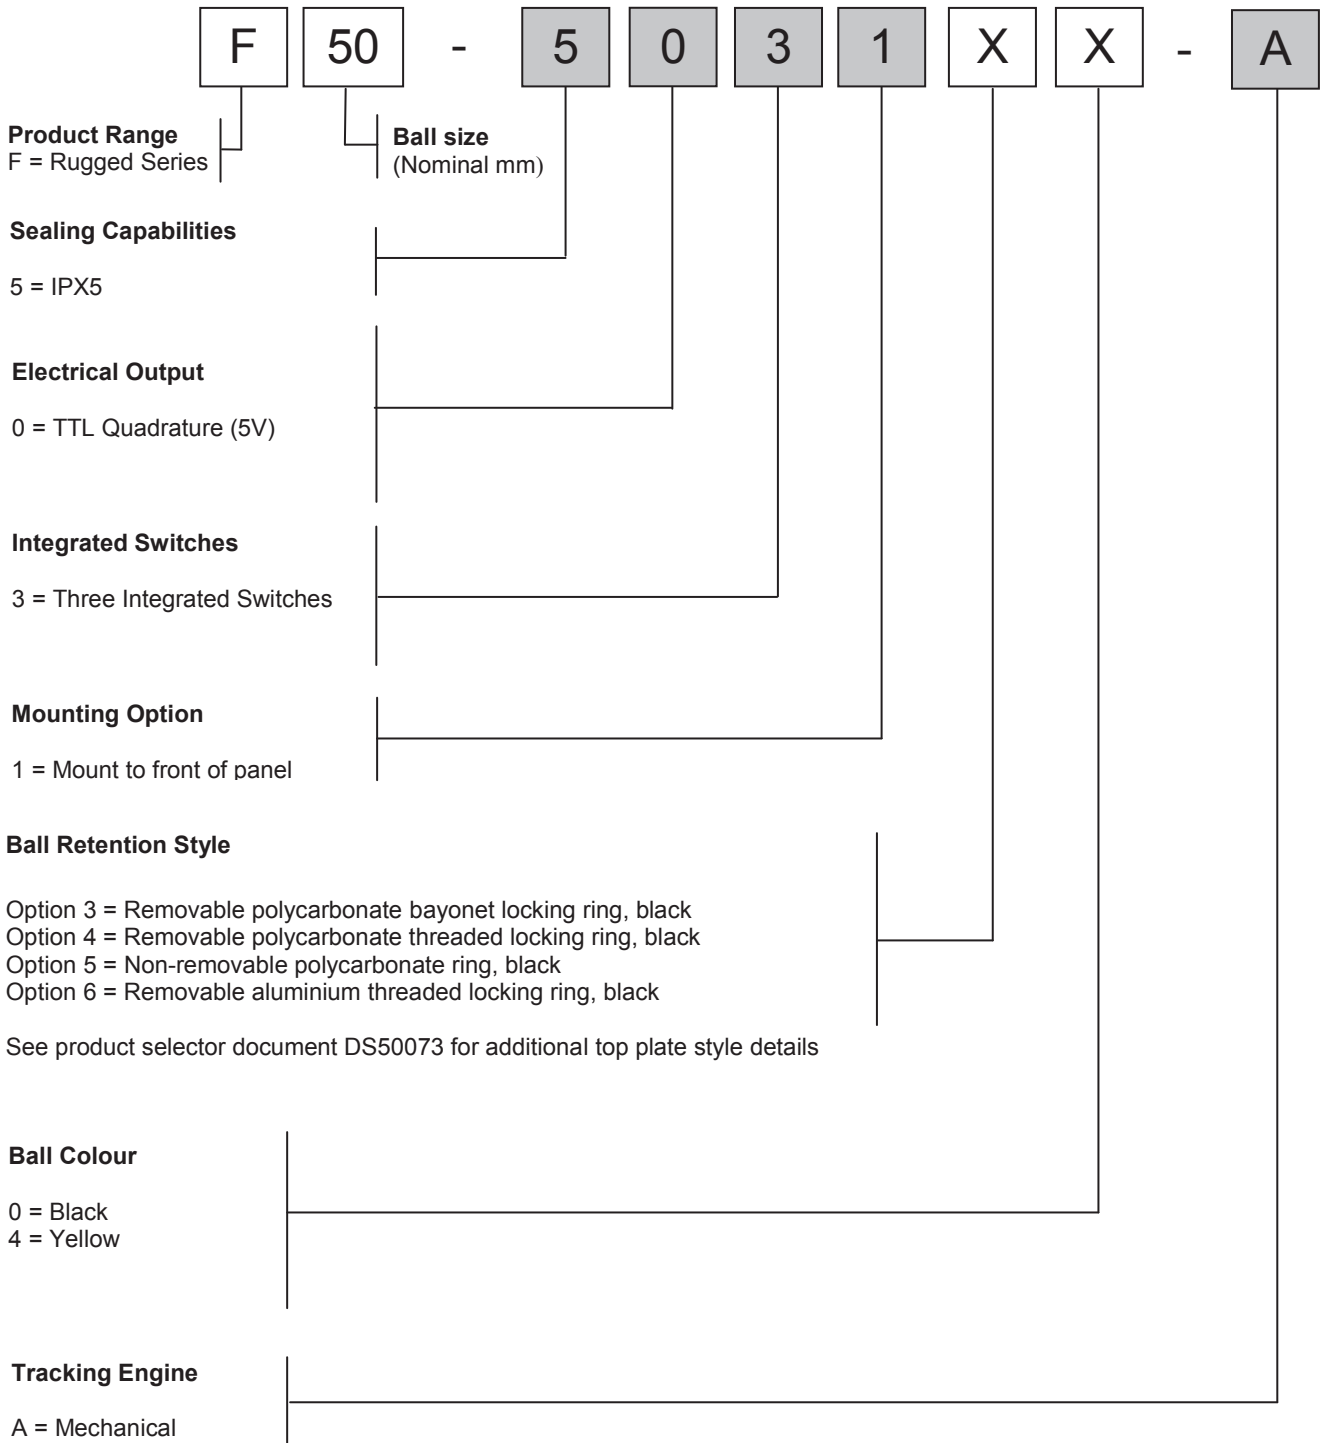 F 50 - 5 0 3 1 X X - A
Product Range
F = Rugged Series
Ball size
(Nominal mm)
Sealing Capabilities
5 = IPX5
Electrical Output
0 = TTL Quadrature (5V)
Integrated Switches
3 = Three Integrated Switches
Mounting Option
1 = Mount to front of panel
Ball Retention Style
Option 3 = Removable polycarbonate bayonet locking ring, black
Option 4 = Removable polycarbonate threaded locking ring, black
Option 5 = Non-removable polycarbonate ring, black
Option 6 = Removable aluminium threaded locking ring, black
See product selector document DS50073 for additional top plate style details
Ball Colour
0 = Black
4 = Yellow
Tracking Engine
A = Mechanical